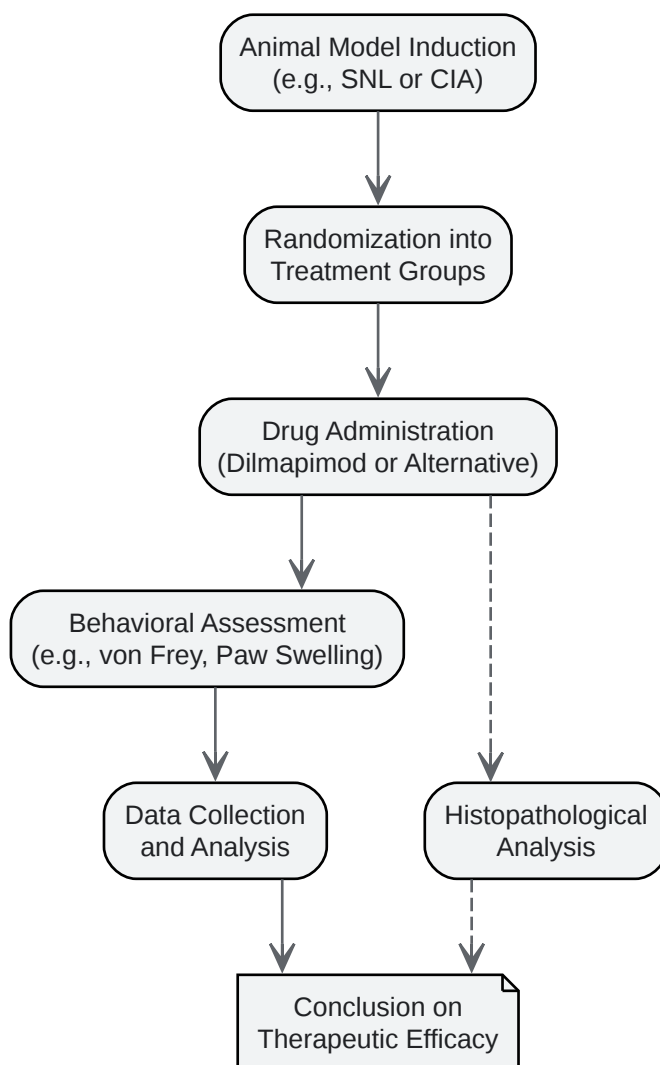 Animal Model Induction
(e.g., SNL or CIA)
Randomization into
Treatment Groups
Drug Administration
(Dilmapimod or Alternative)
Behavioral Assessment
(e.g., von Frey, Paw Swelling)
Data Collection
and Analysis
Histopathological
Analysis
Conclusion on
Therapeutic Efficacy